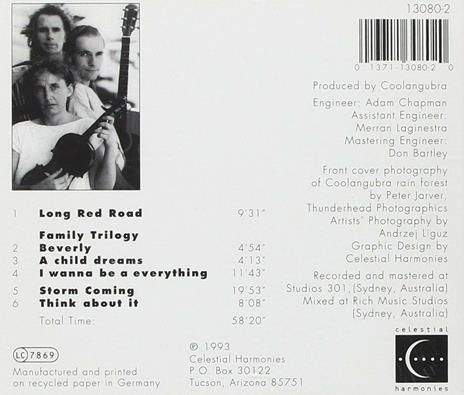 13080-2
0 1371-13080-2 0
Produced by Coolangubra
Engineer: Adam Chapman
Assistant Engineer:
Merran Laginestra
Mastering Engineer:
Don Bartley
Front cover photography
of Coolangubra rain forest
by Peter Jarver,
Thunderhead Photographics
Artists' Photography by
Andrzej Liguz
Graphic Design by
Celestial Harmonies
Recorded and mastered at
Studios 301,(Sydney, Australia)
Mixed at Rich Music Studios
(Sydney, Australia)
1 Long Red Road 9'31"
Family Trilogy
2 Beverly 4'54"
3 A child dreams 4'13"
4 I wanna be a everything 11'43"
5 Storm Coming 19'53"
6 Think about it 8'08"
Total Time: 58'20"
LC 7869
Manufactured and printed
on recycled paper in Germany
℗ 1993
Celestial Harmonies
P.O. Box 30122
Tucson, Arizona 85751
celestial
harmonies